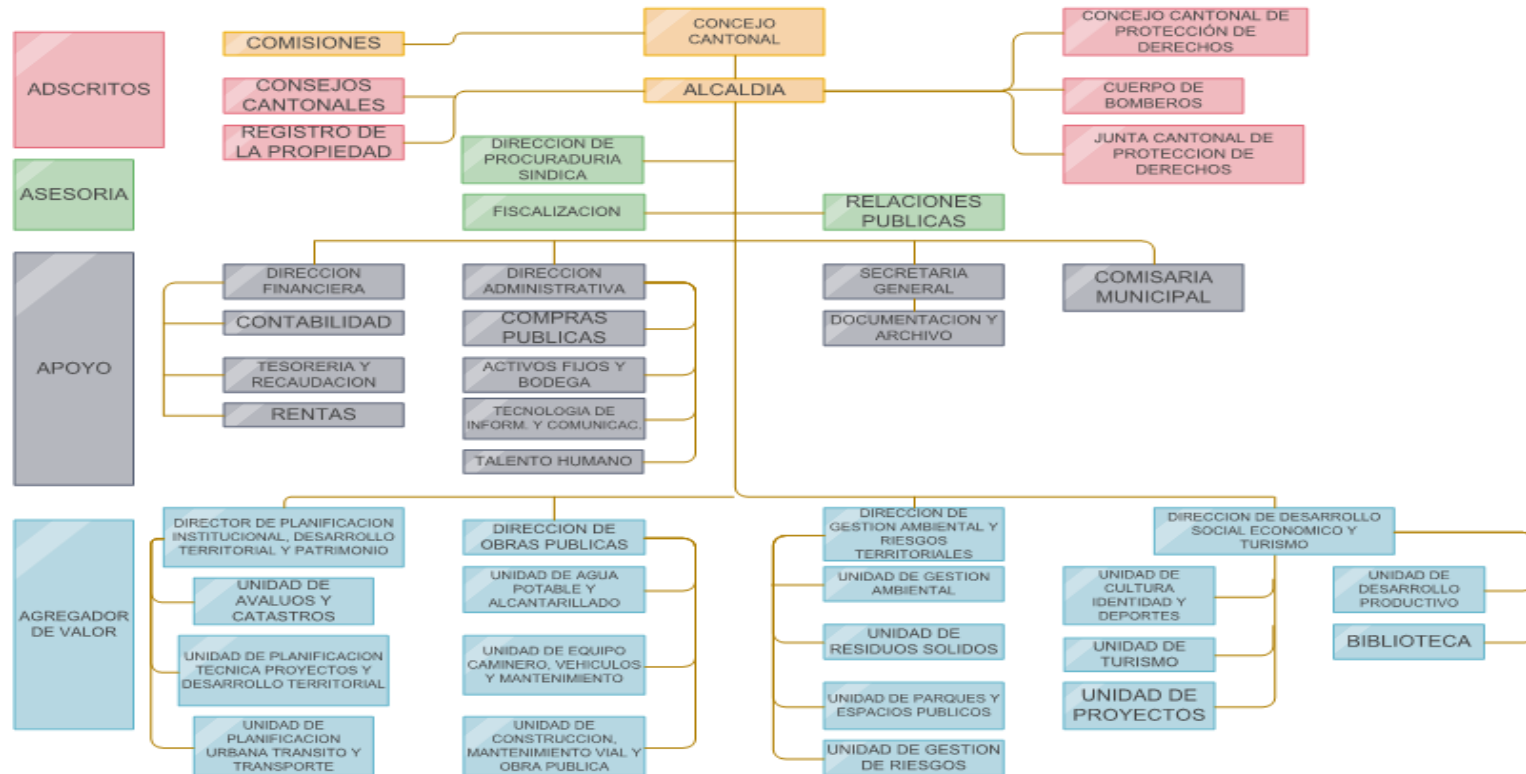 CONCEJO
CANTONAL
COMISIONES
CONCEJO CANTONAL DE
PROTECCIÓN DE
DERECHOS
ADSCRITOS
CONSEJOS
CANTONALES
ALCALDIA
CUERPO DE
BOMBEROS
REGISTRO DE
LA PROPIEDAD
JUNTA CANTONAL DE
PROTECCION DE
DERECHOS
ASESORIA
DIRECCION DE
PROCURADURIA
SINDICA
FISCALIZACION
RELACIONES
PUBLICAS
APOYO
DIRECCION
FINANCIERA
CONTABILIDAD
TESORERIA Y
RECAUDACION
RENTAS
DIRECCION
ADMINISTRATIVA
COMPRAS
PUBLICAS
ACTIVOS FIJOS Y
BODEGA
TECNOLOGIA DE
INFORM. Y COMUNICAC.
TALENTO HUMANO
SECRETARIA
GENERAL
DOCUMENTACION Y
ARCHIVO
COMISARIA
MUNICIPAL
AGREGADOR
DE VALOR
DIRECTOR DE PLANIFICACION
INSTITUCIONAL, DESARROLLO
TERRITORIAL Y PATRIMONIO
UNIDAD DE
AVALUOS Y
CATASTROS
UNIDAD DE PLANIFICACION
TECNICA PROYECTOS Y
DESARROLLO TERRITORIAL
UNIDAD DE
PLANIFICACION
URBANA TRANSITO Y
TRANSPORTE
DIRECCION DE
OBRAS PUBLICAS
UNIDAD DE AGUA
POTABLE Y
ALCANTARILLADO
UNIDAD DE EQUIPO
CAMINERO, VEHICULOS
Y MANTENIMIENTO
UNIDAD DE
CONSTRUCCION,
MANTENIMIENTO VIAL Y
OBRA PUBLICA
DIRECCION DE
GESTION AMBIENTAL Y
RIESGOS
TERRITORIALES
UNIDAD DE GESTION
AMBIENTAL
UNIDAD DE
RESIDUOS SOLIDOS
UNIDAD DE PARQUES Y
ESPACIOS PUBLICOS
UNIDAD DE GESTION
DE RIESGOS
DIRECCION DE DESARROLLO
SOCIAL ECONOMICO Y
TURISMO
UNIDAD DE
CULTURA
IDENTIDAD Y
DEPORTES
UNIDAD DE
TURISMO
UNIDAD DE
PROYECTOS
UNIDAD DE
DESARROLLO
PRODUCTIVO
BIBLIOTECA